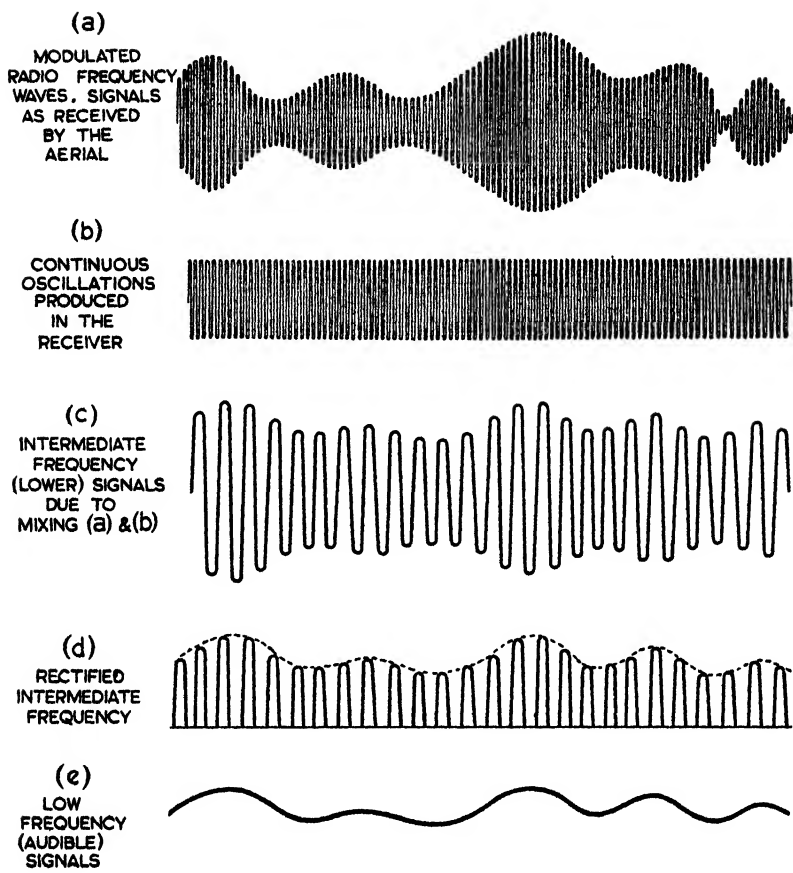 (a)
MODULATED
RADIO FREQUENCY
WAVES, SIGNALS
AS RECEIVED
BY THE
AERIAL
(b)
CONTINUOUS
OSCILLATIONS
PRODUCED
IN THE
RECEIVER
(c)
INTERMEDIATE
FREQUENCY
(LOWER) SIGNALS
DUE TO
MIXING (a) &(b)
(d)
RECTIFIED
INTERMEDIATE
FREQUENCY
(e)
LOW
FREQUENCY
(AUDIBLE)
SIGNALS